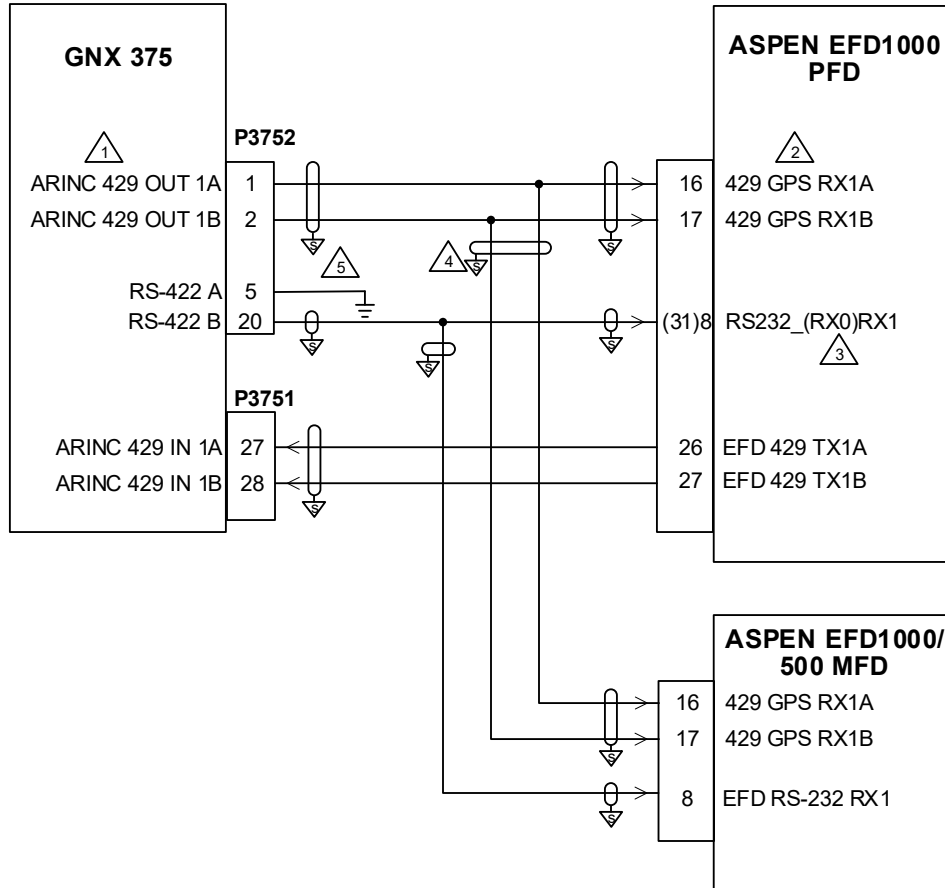 GNX 375
ASPEN EFD1000
PFD
P3752
1
2
ARINC 429 OUT 1A 1
16 429 GPS RX1A
ARINC 429 OUT 1B 2
17 429 GPS RX1B
S
S
S
5
4
RS-422 A 5
RS-422 B 20
(31)8 RS232_(RX0)RX1
S
S
S
3
P3751
ARINC 429 IN 1A 27
26 EFD 429 TX1A
ARINC 429 IN 1B 28
27 EFD 429 TX1B
S
ASPEN EFD1000/
500 MFD
16 429 GPS RX1A
17 429 GPS RX1B
S
8 EFD RS-232 RX1
S